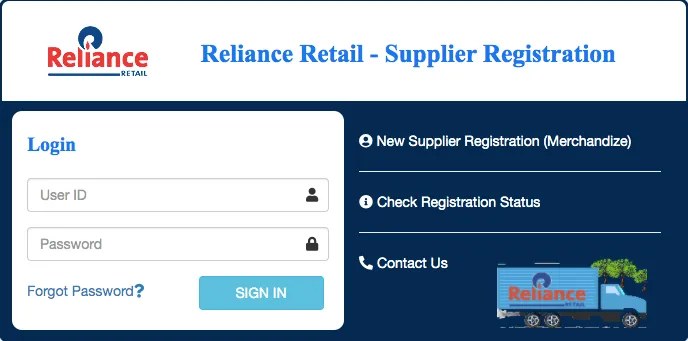 Reliance
RETAIL
Reliance Retail - Supplier Registration
Login
User ID
Password
Forgot Password?
SIGN IN
New Supplier Registration (Merchandize)
Check Registration Status
Contact Us
Reliance
RETAIL